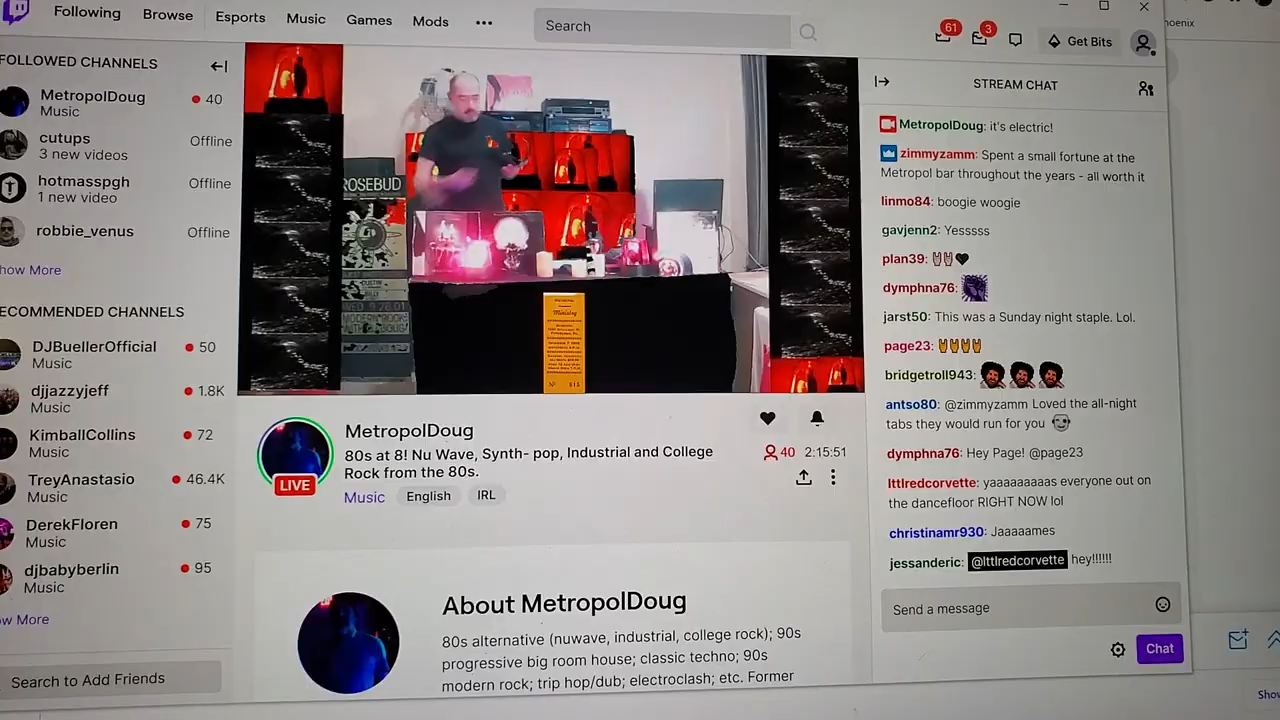 Following
Browse
Esports
Music
Games
Mods
Search
61
3
Get Bits
FOLLOWED CHANNELS
MetropolDoug
40
Music
cutups
Offline
3 new videos
hotmasspgh
Offline
1 new video
robbie_venus
Offline
how More
ECOMMENDED CHANNELS
DJBuellerOfficial
50
Music
djjazzyjeff
1.8K
Music
KimballCollins
72
Music
TreyAnastasio
46.4K
Music
DerekFloren
75
Music
djbabyberlin
95
Music
ow More
Search to Add Friends
ROSEBUD
Ministry
Nº $15
LIVE
MetropolDoug
80s at 8! Nu Wave, Synth- pop, Industrial and College
Rock from the 80s.
Music
English
IRL
40 2:15:51
About MetropolDoug
80s alternative (nuwave, industrial, college rock); 90s
progressive big room house; classic techno; 90s
modern rock; trip hop/dub; electroclash; etc. Former
STREAM CHAT
MetropolDoug: it's electric!
zimmyzamm: Spent a small fortune at the
Metropol bar throughout the years - all worth it
linmo84: boogie woogie
gavjenn2: Yesssss
plan39:
dymphna76:
jarst50: This was a Sunday night staple. Lol.
page23:
bridgetroll943:
antso80: @zimmyzamm Loved the all-night
tabs they would run for you
dymphna76: Hey Page! @page23
lttlredcorvette: yaaaaaaaaas everyone out on
the dancefloor RIGHT NOW lol
christinamr930: Jaaaaames
jessanderic: @lttlredcorvette hey!!!!!!
Send a message
Chat
hoenix
Show